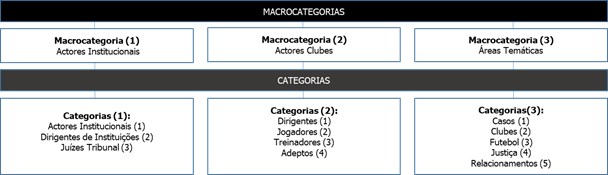 MACROCATEGORIAS
Macrocategoria (1)
Actores Institucionais
Macrocategoria (2)
Actores Clubes
Macrocategoria (3)
Áreas Temáticas
CATEGORIAS
Categorias (1):
Actores Institucionais (1)
Dirigentes de Instituições (2)
Juízes Tribunal (3)
Categorias (2):
Dirigentes (1)
Jogadores (2)
Treinadores (3)
Adeptos (4)
Categorias(3):
Casos (1)
Clubes (2)
Futebol (3)
Justiça (4)
Relacionamentos (5)